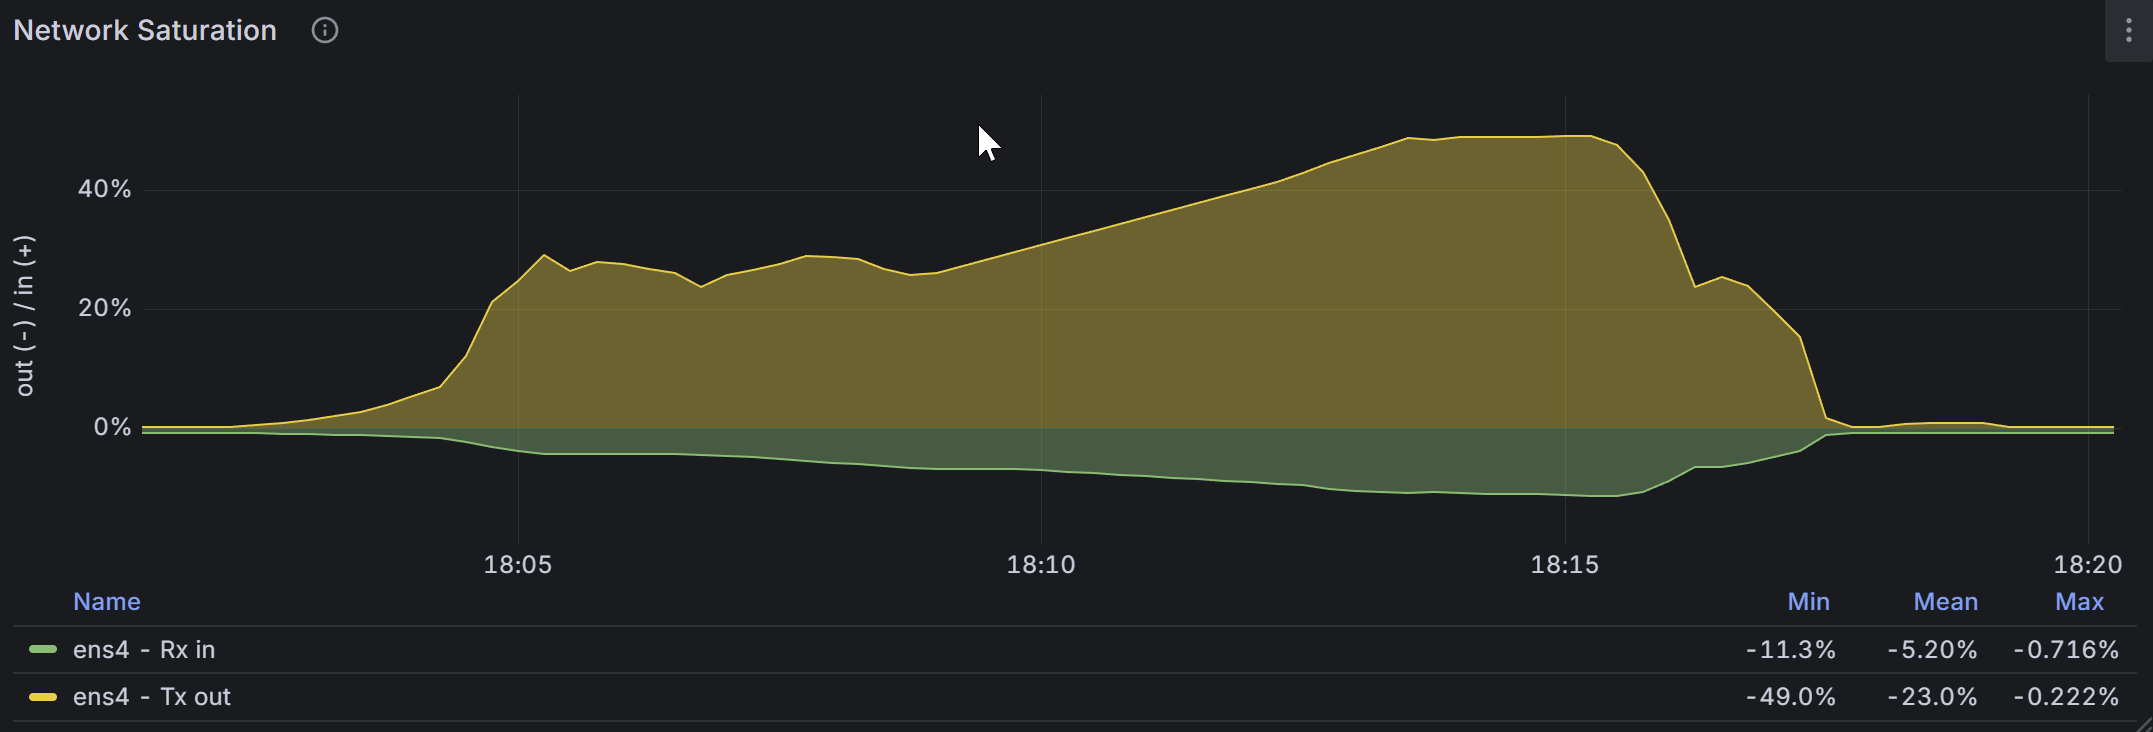 Network Saturation
out (-) / in (+)
40%
20%
0%
18:05 18:10 18:15 18:20
Name Min Mean Max
ens4 - Rx in -11.3% -5.20% -0.716%
ens4 - Tx out -49.0% -23.0% -0.222%